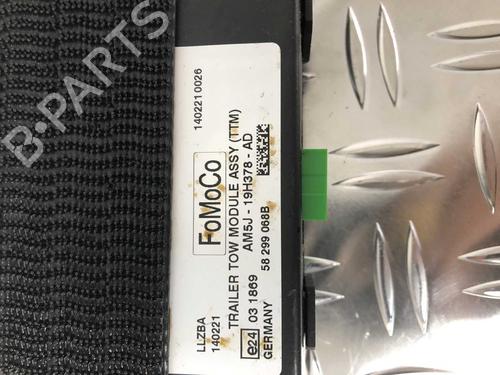 LLZBA
140221
1402210026
FoMoCo
TRAILER TOW MODULE ASSY (TTM)
AM5J - 19H378 - AD
58 299 068B
e24 03 1869
GERMANY
B-PARTS